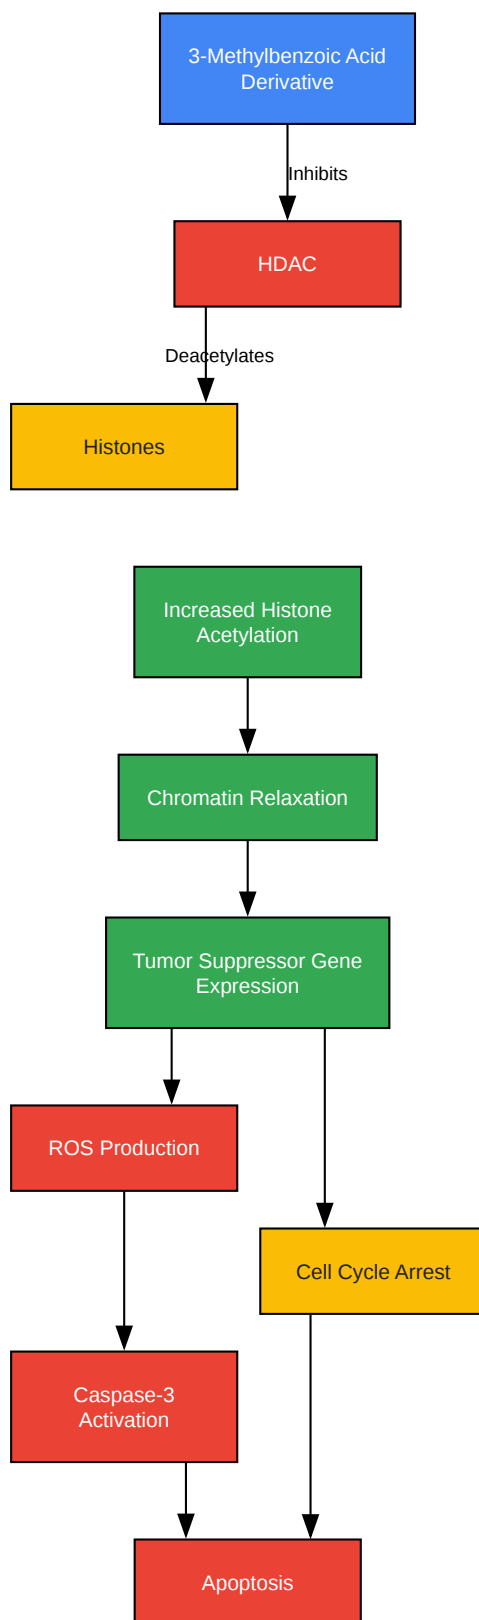 3-Methylbenzoic Acid
Derivative
Inhibits
HDAC
Deacetylates
Histones
Increased Histone
Acetylation
Chromatin Relaxation
Tumor Suppressor Gene
Expression
ROS Production
Cell Cycle Arrest
Caspase-3
Activation
Apoptosis